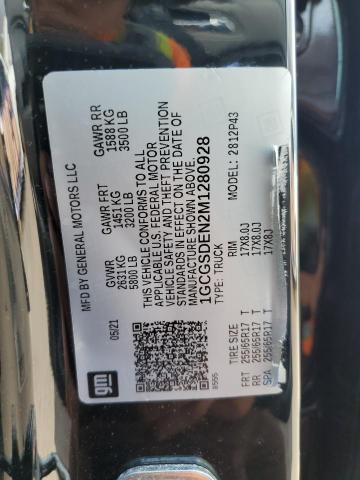 MFD BY GENERAL MOTORS LLC
05/21
GVWR
2631 KG
5800 LB
GAWR FRT
1451 KG
3200 LB
GAWR RR
1588 KG
3500 LB
THIS VEHICLE CONFORMS TO ALL
APPLICABLE U.S. FEDERAL MOTOR
VEHICLE SAFETY AND THEFT PREVENTION
STANDARDS IN EFFECT ON THE DATE OF
MANUFACTURE SHOWN ABOVE.
1GCGSDEN2M1280928
TYPE: TRUCK
MODEL: 2812P43
TIRE SIZE RIM
FRT 255/65R17 T 17X8.0J
RR 255/65R17 T 17X8.0J
SPA 255/65R17 T 17X8J
gm